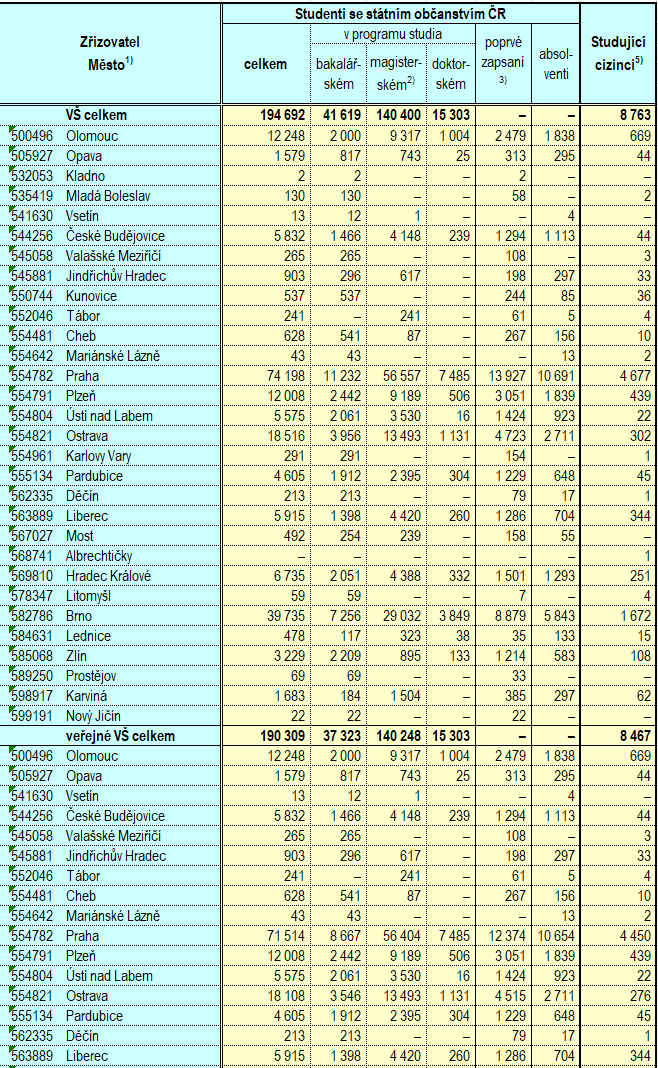 Zřizovatel
Město1)
Studenti se státním občanstvím ČR
celkem
v programu studia
bakalář-
ském
magister-
ském2)
doktor-
ském
poprvé
zapsaní
3)
absol-
venti
Studující
cizinci5)
VŠ celkem 194 692 41 619 140 400 15 303 – – 8 763
500496 Olomouc 12 248 2 000 9 317 1 004 2 479 1 838 669
505927 Opava 1 579 817 743 25 313 295 44
532053 Kladno 2 2 – – 2 – –
535419 Mladá Boleslav 130 130 – – 58 – 2
541630 Vsetín 13 12 1 – – 4 –
544256 České Budějovice 5 832 1 466 4 148 239 1 294 1 113 44
545058 Valašské Meziříčí 265 265 – – 108 – 3
545881 Jindřichův Hradec 903 296 617 – 198 297 33
550744 Kunovice 537 537 – – 244 85 36
552046 Tábor 241 – 241 – 61 5 4
554481 Cheb 628 541 87 – 267 156 10
554642 Mariánské Lázně 43 43 – – – 13 2
554782 Praha 74 198 11 232 56 557 7 485 13 927 10 691 4 677
554791 Plzeň 12 008 2 442 9 189 506 3 051 1 839 439
554804 Ústí nad Labem 5 575 2 061 3 530 16 1 424 923 22
554821 Ostrava 18 516 3 956 13 493 1 131 4 723 2 711 302
554961 Karlovy Vary 291 291 – – 154 – 1
555134 Pardubice 4 605 1 912 2 395 304 1 229 648 45
562335 Děčín 213 213 – – 79 17 1
563889 Liberec 5 915 1 398 4 420 260 1 286 704 344
567027 Most 492 254 239 – 158 55 –
568741 Albrechtičky – – – – – – 1
569810 Hradec Králové 6 735 2 051 4 388 332 1 501 1 293 251
578347 Litomyšl 59 59 – – 7 – 4
582786 Brno 39 735 7 256 29 032 3 849 8 879 5 843 1 672
584631 Lednice 478 117 323 38 35 133 15
585068 Zlín 3 229 2 209 895 133 1 214 583 108
589250 Prostějov 69 69 – – 33 – –
598917 Karviná 1 683 184 1 504 – 385 297 62
599191 Nový Jičín 22 22 – – 22 – –
veřejné VŠ celkem 190 309 37 323 140 248 15 303 – – 8 467
500496 Olomouc 12 248 2 000 9 317 1 004 2 479 1 838 669
505927 Opava 1 579 817 743 25 313 295 44
541630 Vsetín 13 12 1 – – 4 –
544256 České Budějovice 5 832 1 466 4 148 239 1 294 1 113 44
545058 Valašské Meziříčí 265 265 – – 108 – 3
545881 Jindřichův Hradec 903 296 617 – 198 297 33
552046 Tábor 241 – 241 – 61 5 4
554481 Cheb 628 541 87 – 267 156 10
554642 Mariánské Lázně 43 43 – – – 13 2
554782 Praha 71 514 8 667 56 404 7 485 12 374 10 654 4 450
554791 Plzeň 12 008 2 442 9 189 506 3 051 1 839 439
554804 Ústí nad Labem 5 575 2 061 3 530 16 1 424 923 22
554821 Ostrava 18 108 3 546 13 493 1 131 4 515 2 711 276
555134 Pardubice 4 605 1 912 2 395 304 1 229 648 45
562335 Děčín 213 213 – – 79 17 1
563889 Liberec 5 915 1 398 4 420 260 1 286 704 344